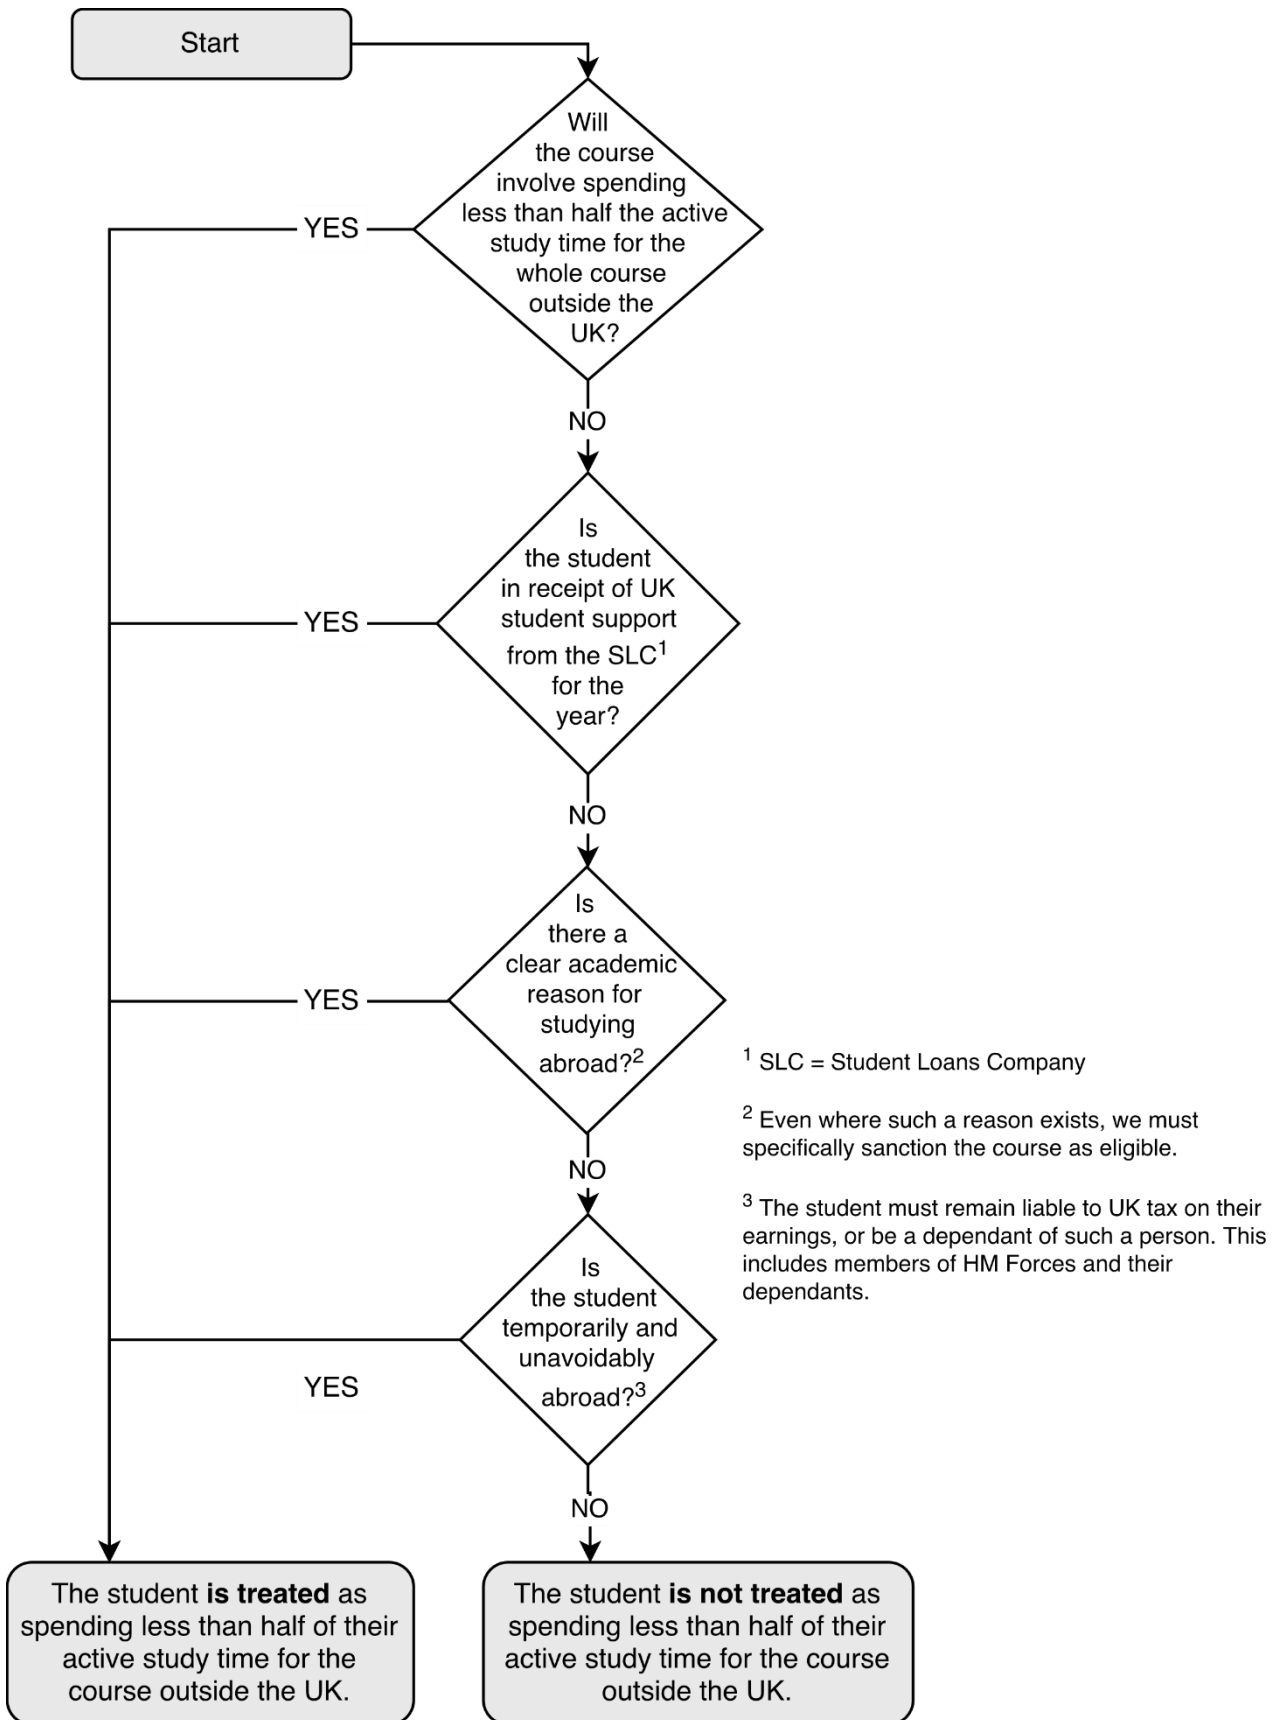 Start
Will
the course
involve spending
less than half the active
study time for the
whole course
outside the
UK?
YES
NO
Is
the student
in receipt of UK
student support
from the SLC1
for the
year?
YES
NO
Is
there a
clear academic
reason for
studying
abroad?2
YES
NO
Is
the student
temporarily and
unavoidably
abroad?3
YES
NO
1 SLC = Student Loans Company
2 Even where such a reason exists, we must
specifically sanction the course as eligible.
3 The student must remain liable to UK tax on their
earnings, or be a dependant of such a person. This
includes members of HM Forces and their
dependants.
The student is treated as
spending less than half of their
active study time for the
course outside the UK.
The student is not treated as
spending less than half of their
active study time for the course
outside the UK.